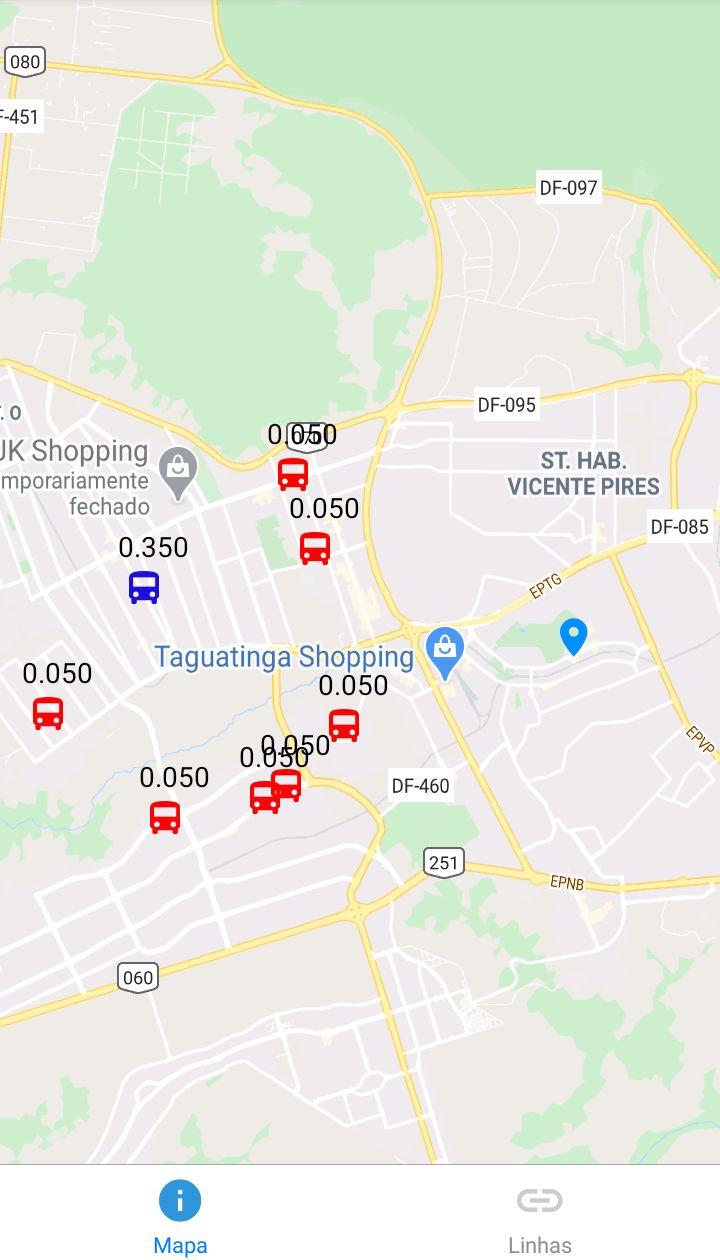 080
F-451
DF-097
DF-095
T. O
0.050
070
JK Shopping
mporariamente
fechado
ST. HAB.
VICENTE PIRES
0.050
DF-085
0.350
EPTG
Taguatinga Shopping
0.050
0.050
EPVP
0.050
0.050
0.050
DF-460
251
EPNB
060
Mapa
Linhas